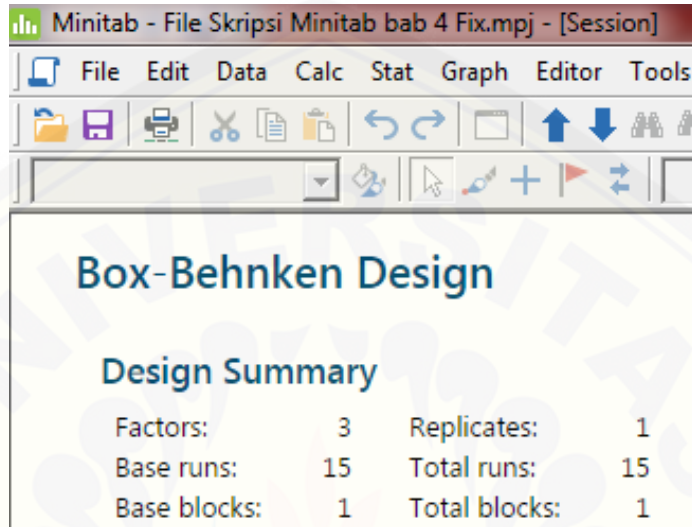 Minitab - File Skripsi Minitab bab 4 Fix.mpj - [Session]
File Edit Data Calc Stat Graph Editor Tools
Box-Behnken Design
Design Summary
Factors: 3 Replicates: 1
Base runs: 15 Total runs: 15
Base blocks: 1 Total blocks: 1